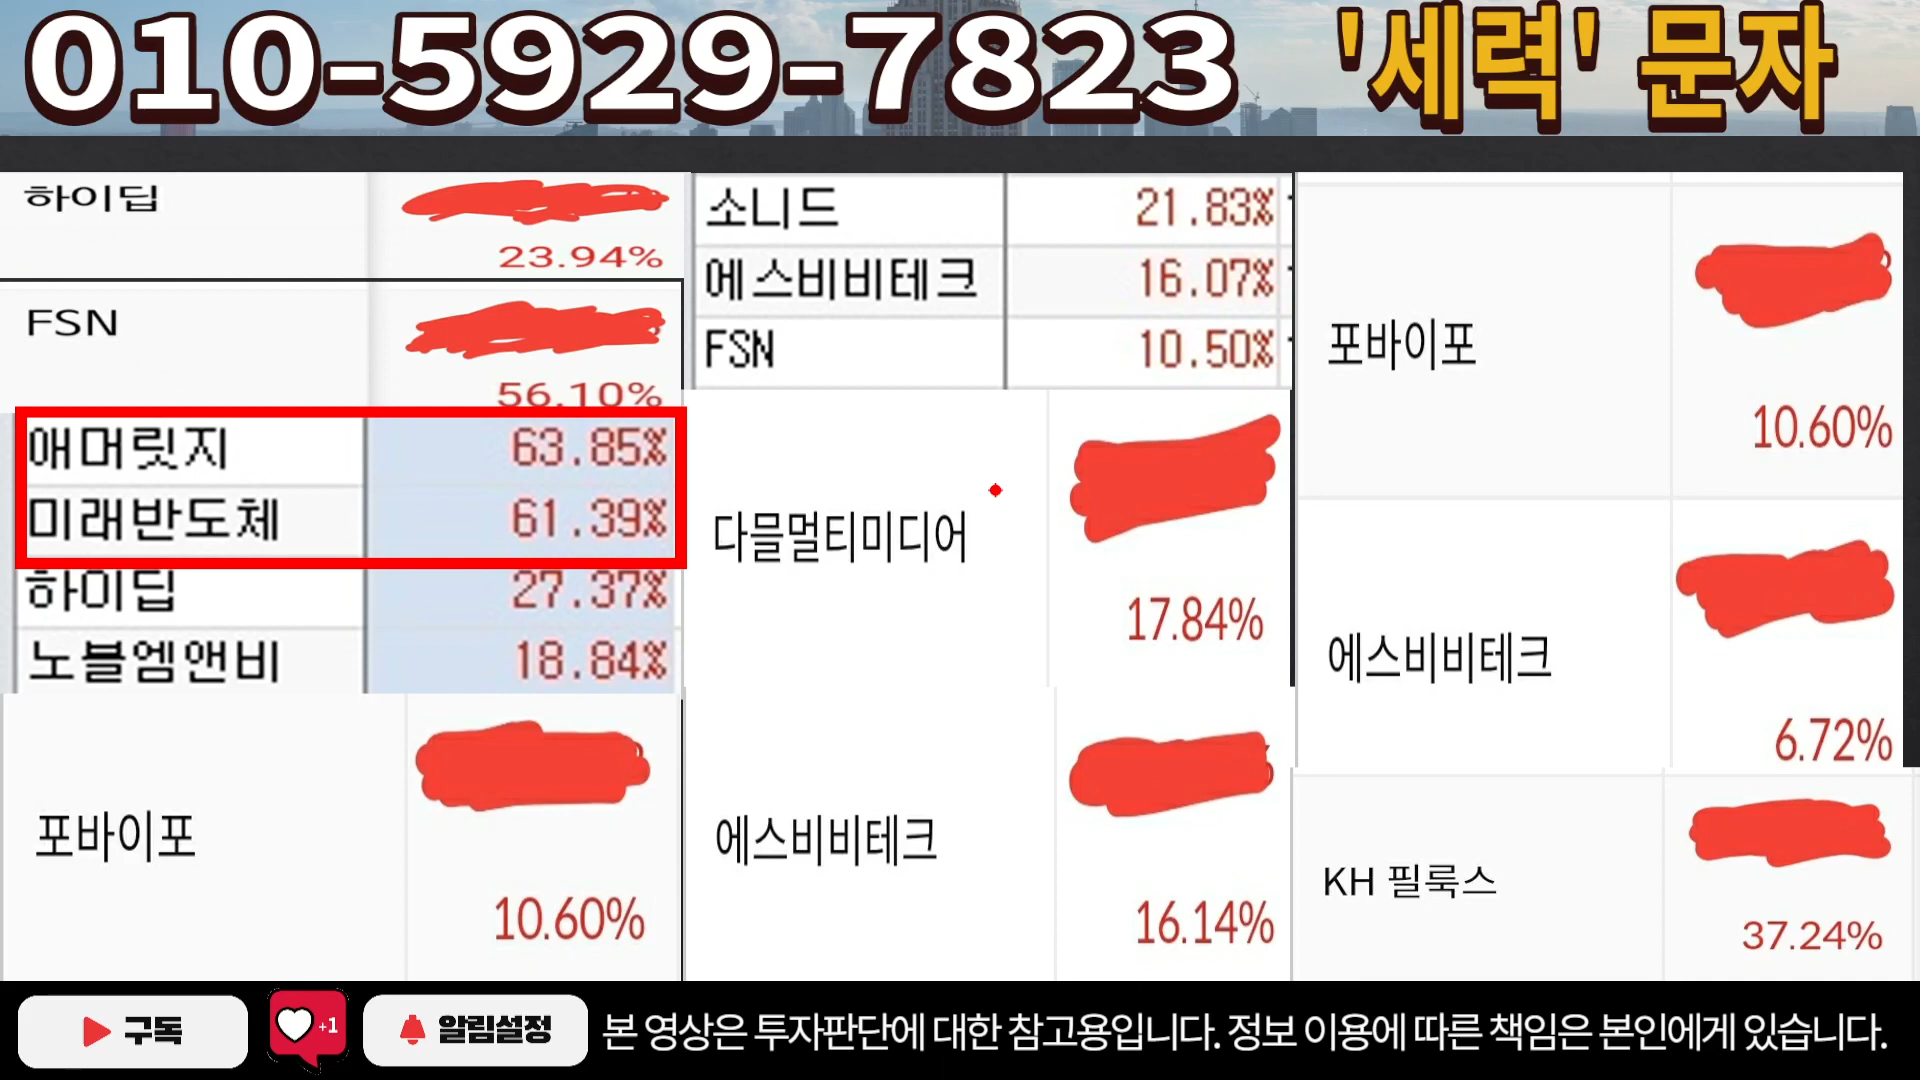 010-5929-7823 '세력' 문자
하이딥
23.94%
FSN
56.10%
애머릿지 63.85%
미래반도체 61.39%
하이딥 27.37%
노블엠앤비 18.84%
포바이포
10.60%
소니드 21.83%
에스비비테크 16.07%
FSN 10.50%
다믈멀티미디어
17.84%
에스비비테크
16.14%
포바이포
10.60%
에스비비테크
6.72%
KH 필룩스
37.24%
구독 +1 알림설정 본 영상은 투자판단에 대한 참고용입니다. 정보 이용에 따른 책임은 본인에게 있습니다.